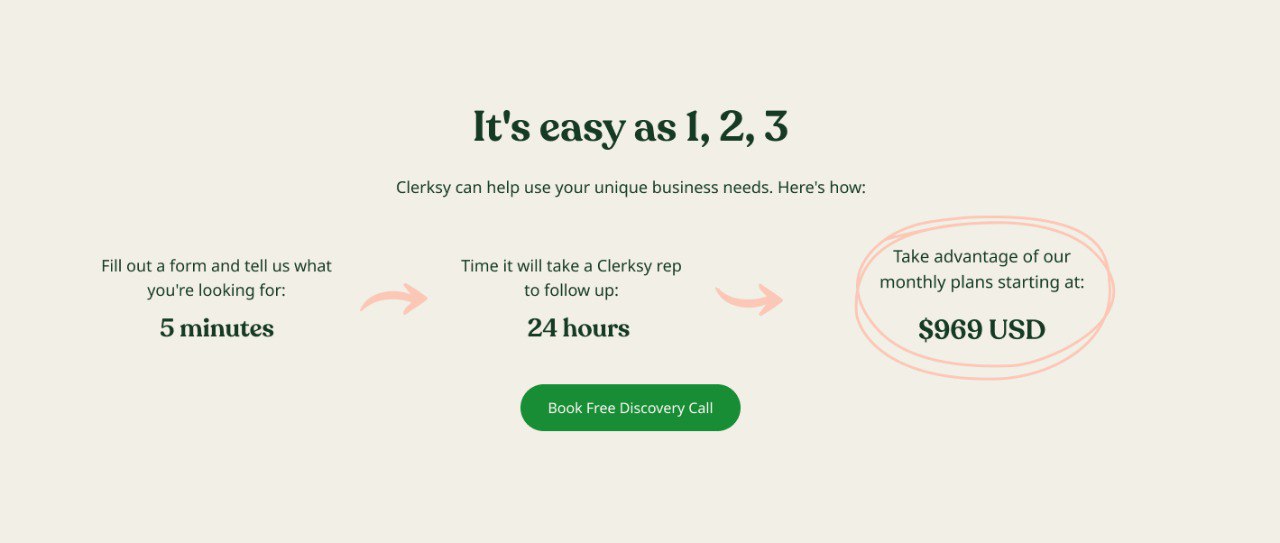 It's easy as 1, 2, 3
Clerksy can help use your unique business needs. Here's how:
Fill out a form and tell us what
you're looking for:
5 minutes
Time it will take a Clerksy rep
to follow up:
24 hours
Take advantage of our
monthly plans starting at:
$969 USD
Book Free Discovery Call